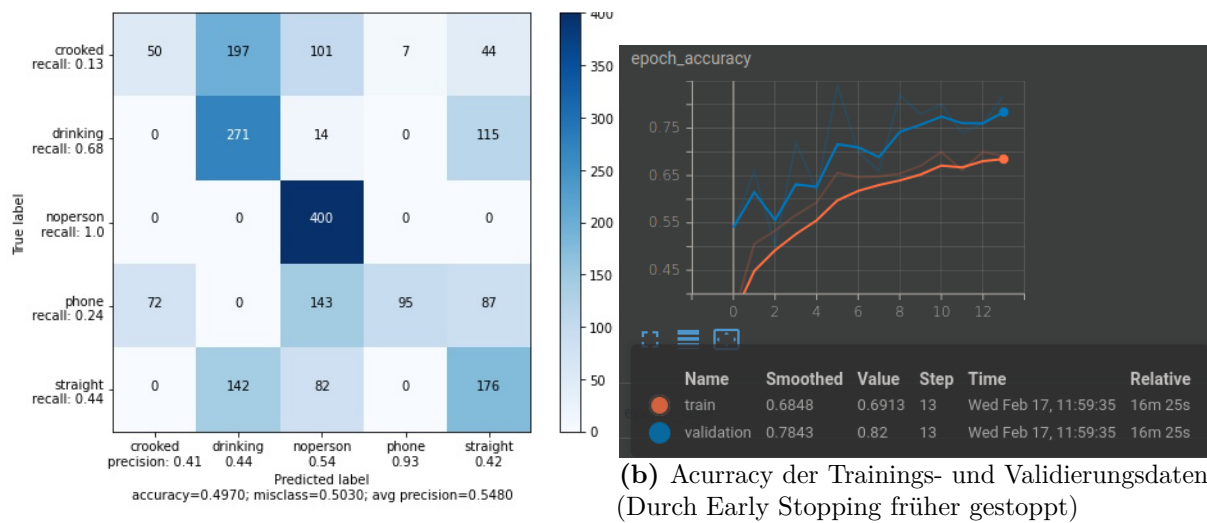 True label
crooked
recall: 0.13
50 197 101 7 44
drinking
recall: 0.68
0 271 14 0 115
noperson
recall: 1.0
0 0 400 0 0
phone
recall: 0.24
72 0 143 95 87
straight
recall: 0.44
0 142 82 0 176
crooked drinking noperson phone straight
precision: 0.41 0.44 0.54 0.93 0.42
Predicted label
accuracy=0.4970; misclass=0.5030; avg precision=0.5480
400
350
300
250
200
150
100
50
0
epoch_accuracy
0.75
0.65
0.55
0.45
0 2 4 6 8 10 12
Name Smoothed Value Step Time Relative
train 0.6848 0.6913 13 Wed Feb 17, 11:59:35 16m 25s
validation 0.7843 0.82 13 Wed Feb 17, 11:59:35 16m 25s
(b) Acurracy der Trainings- und Validierungsdaten
(Durch Early Stopping früher gestoppt)